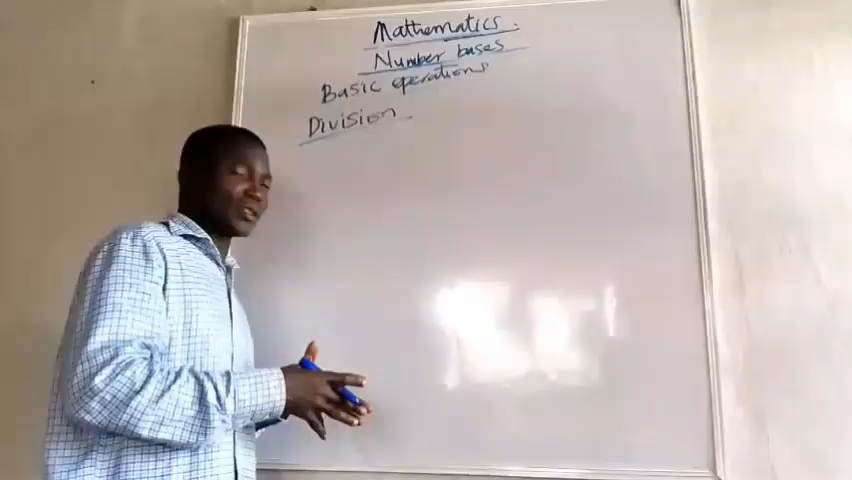 Mathematics.
Number bases
Basic operations
Division.